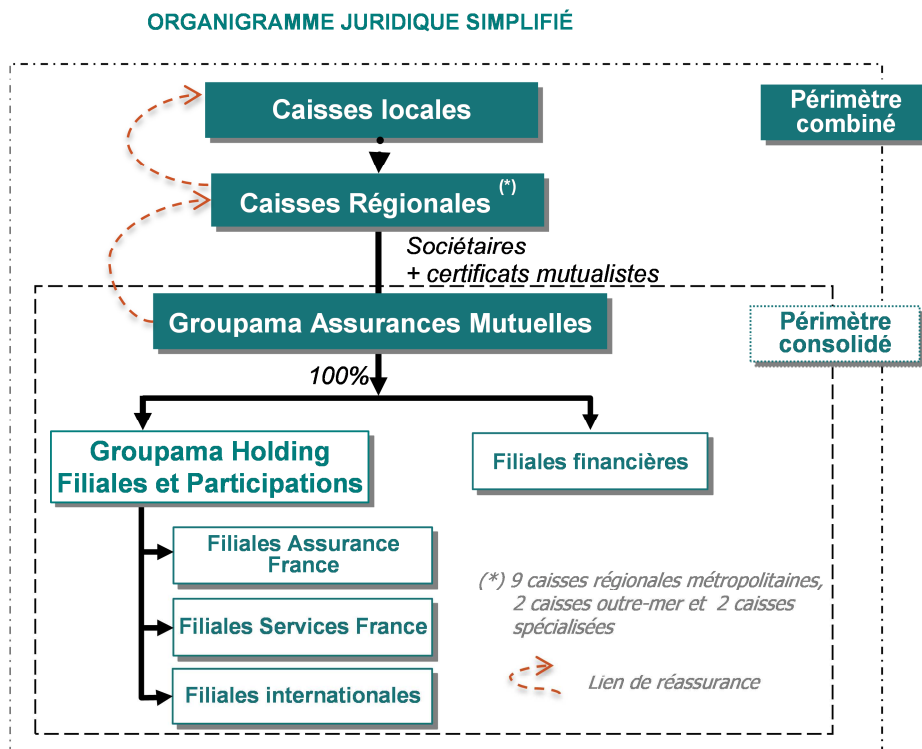 ORGANIGRAMME JURIDIQUE SIMPLIFIÉ
Caisses locales
Périmètre
combiné
Caisses Régionales (*)
Sociétaires
+ certificats mutualistes
Groupama Assurances Mutuelles
Périmètre
consolidé
100%
Groupama Holding
Filiales et Participations
Filiales financières
Filiales Assurance
France
(*) 9 caisses régionales métropolitaines,
2 caisses outre-mer et 2 caisses
spécialisées
Filiales Services France
Filiales internationales
Lien de réassurance